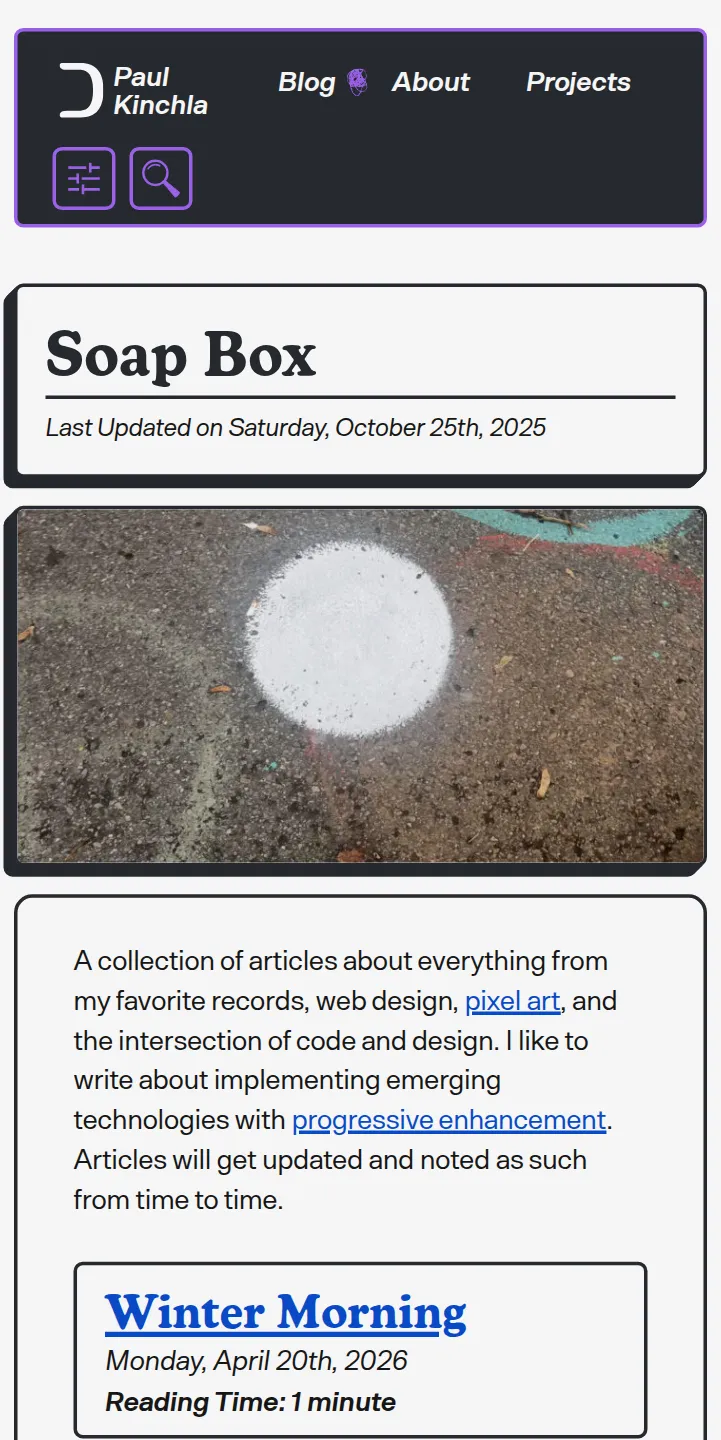 Paul
Kinchla
Blog About Projects
Soap Box
Last Updated on Saturday, October 25th, 2025
A collection of articles about everything from
my favorite records, web design, pixel art, and
the intersection of code and design. I like to
write about implementing emerging
technologies with progressive enhancement.
Articles will get updated and noted as such
from time to time.
Winter Morning
Monday, April 20th, 2026
Reading Time: 1 minute